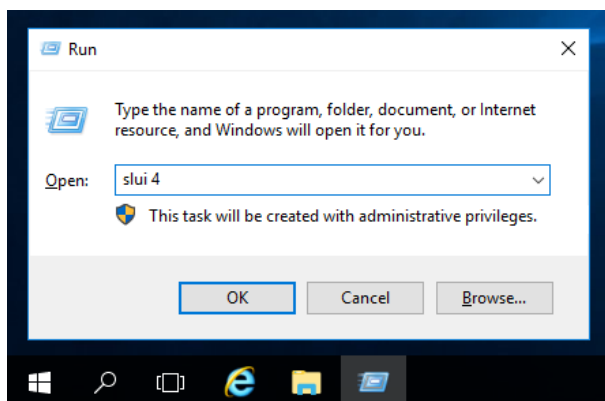 Run
Type the name of a program, folder, document, or Internet
resource, and Windows will open it for you.
Open: slui 4
This task will be created with administrative privileges.
OK Cancel Browse...